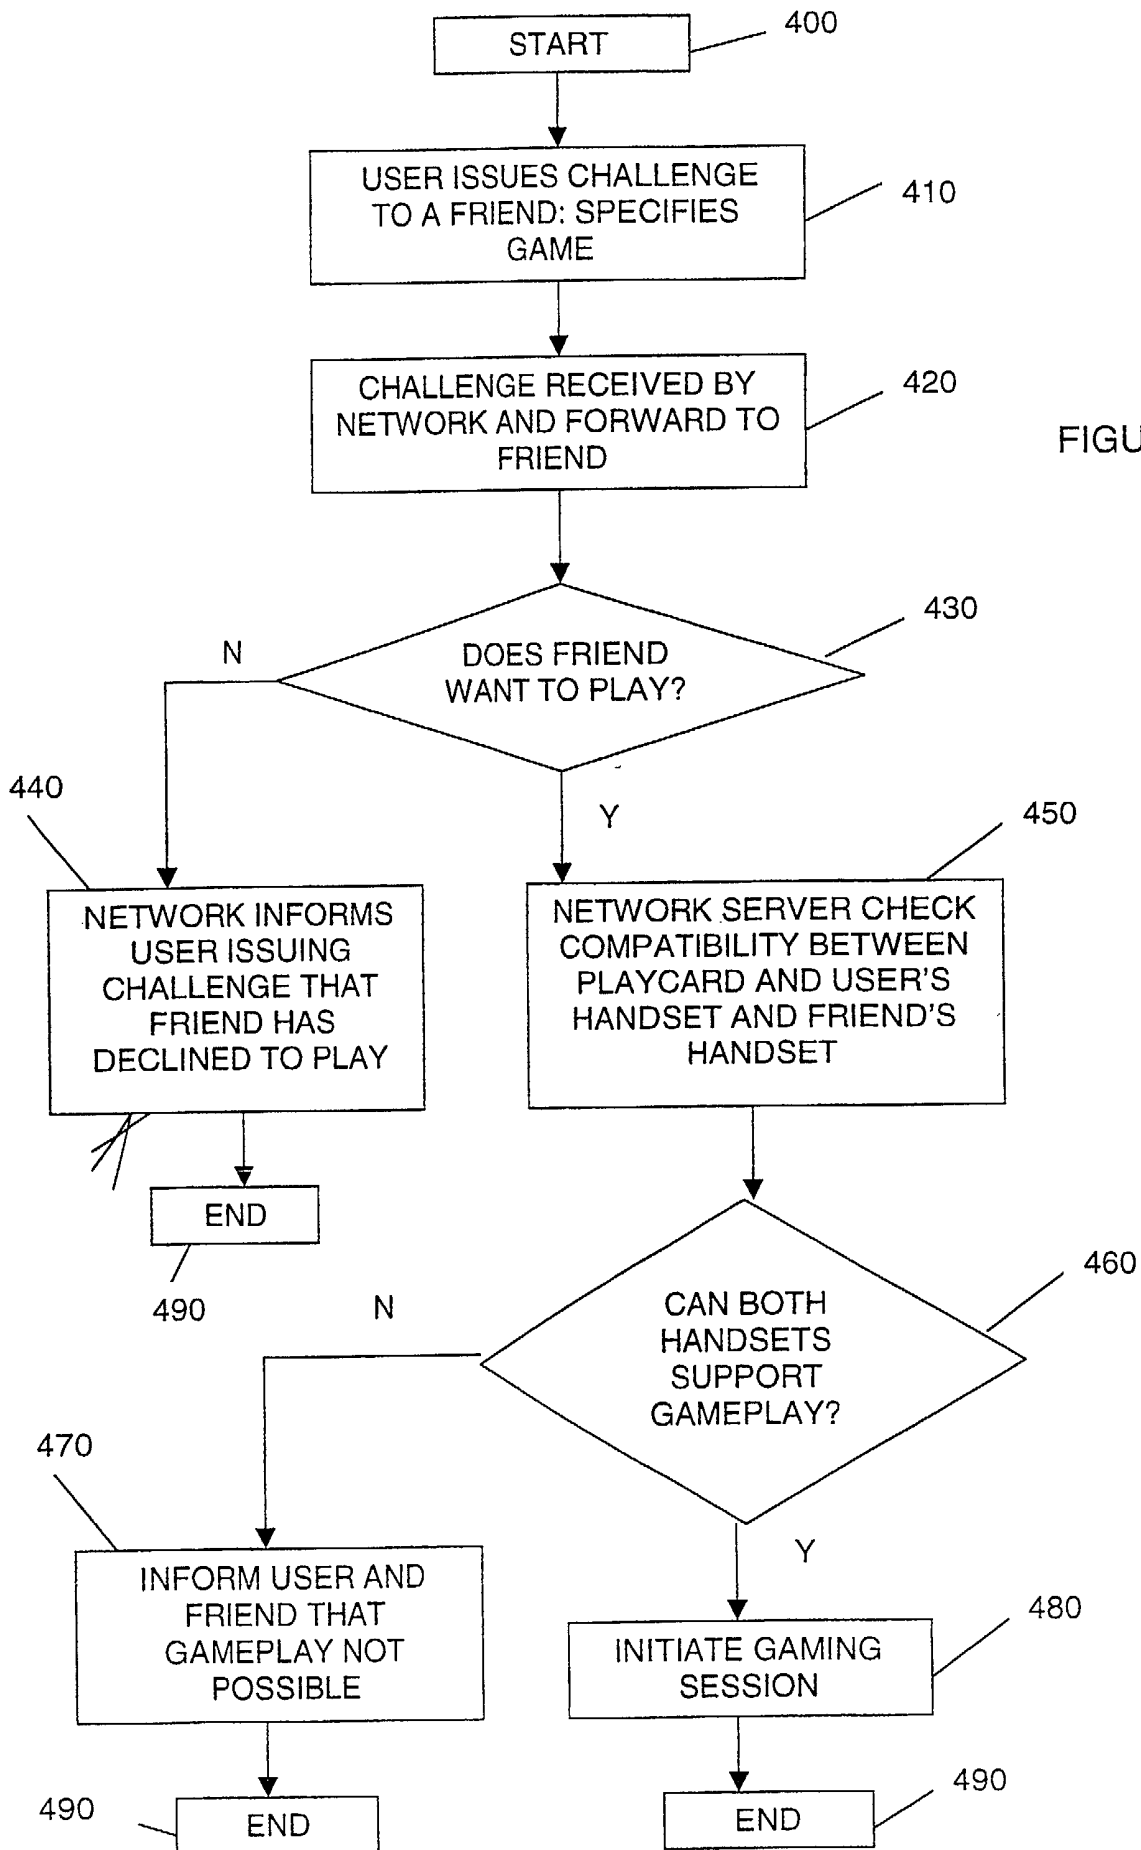 START
400
USER ISSUES CHALLENGE
TO A FRIEND: SPECIFIES
GAME
410
CHALLENGE RECEIVED BY
NETWORK AND FORWARD TO
FRIEND
420
FIGU
DOES FRIEND
WANT TO PLAY?
430
N
Y
440
NETWORK INFORMS
USER ISSUING
CHALLENGE THAT
FRIEND HAS
DECLINED TO PLAY
450
NETWORK SERVER CHECK
COMPATIBILITY BETWEEN
PLAYCARD AND USER'S
HANDSET AND FRIEND'S
HANDSET
END
490
CAN BOTH
HANDSETS
SUPPORT
GAMEPLAY?
460
N
Y
470
INFORM USER AND
FRIEND THAT
GAMEPLAY NOT
POSSIBLE
INITIATE GAMING
SESSION
480
490
END
END
490